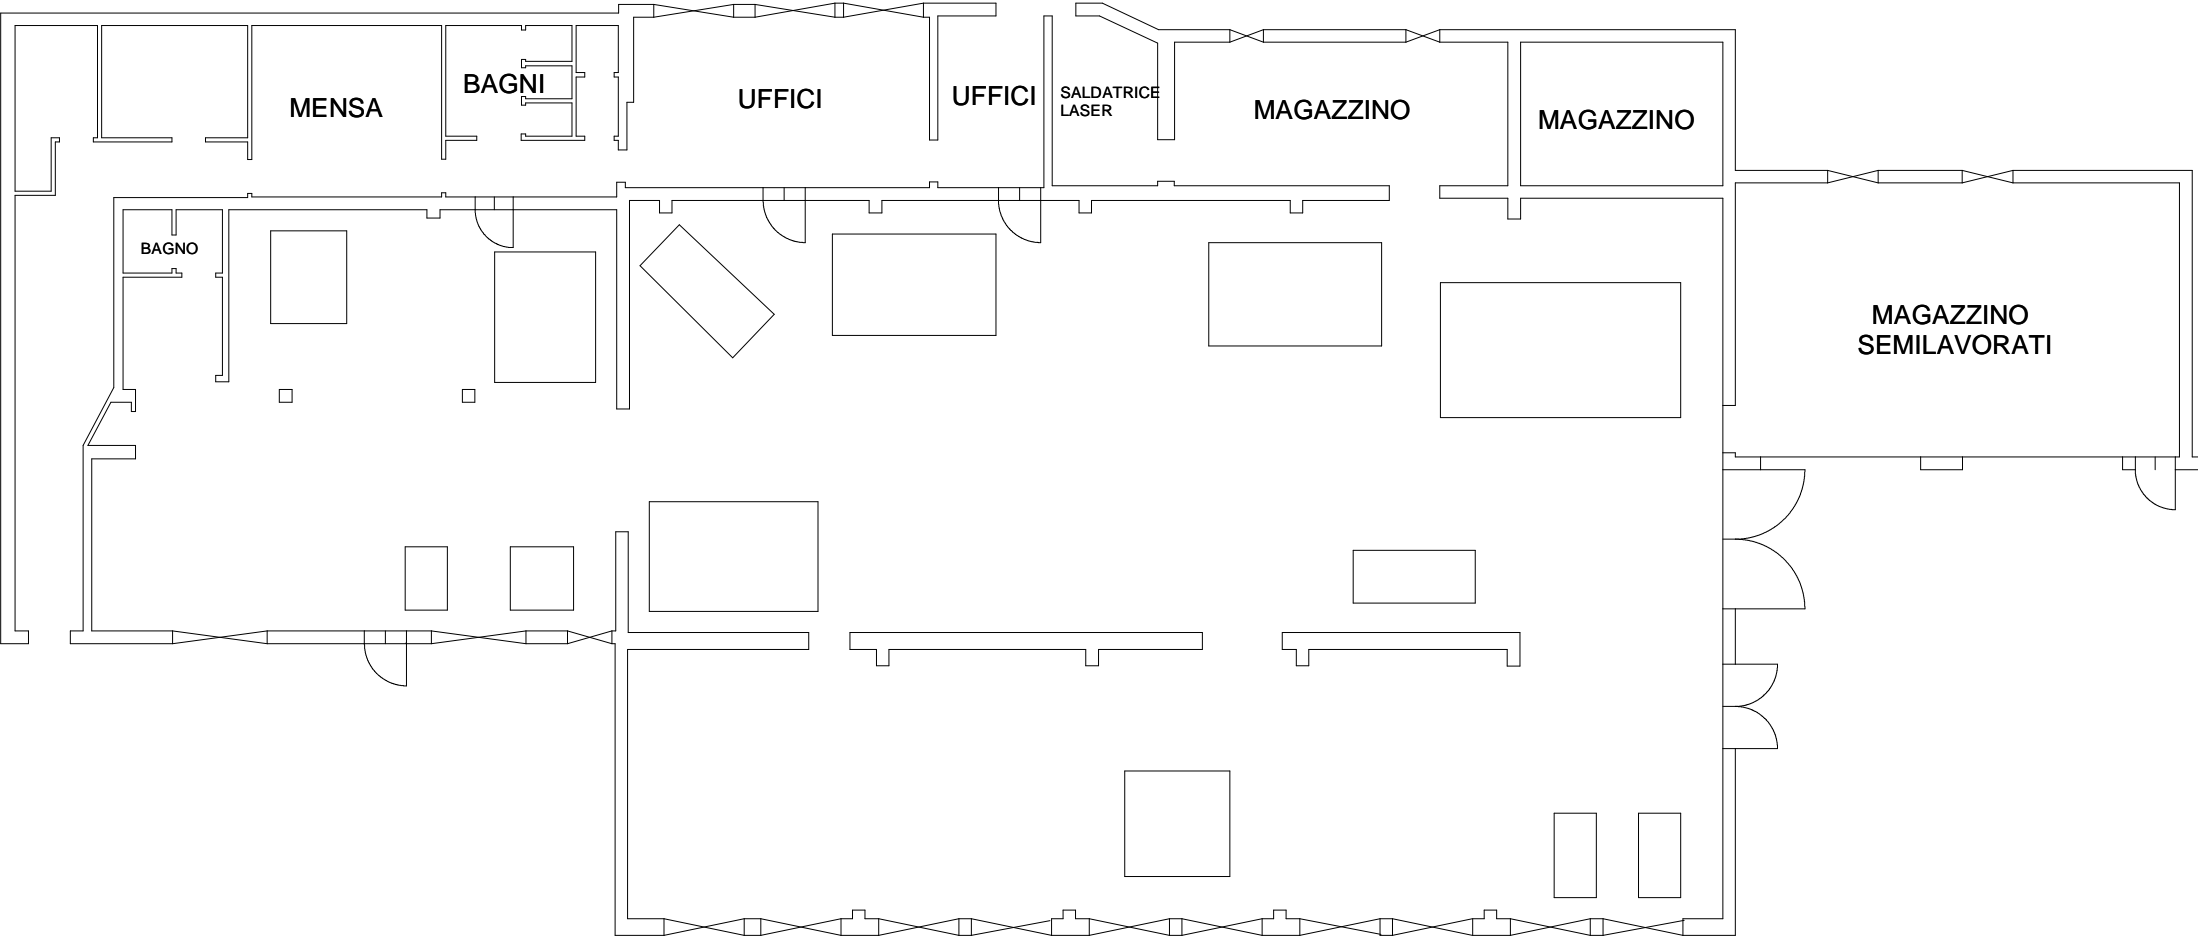 MENSA
BAGNI
UFFICI
UFFICI
SALDATRICE
LASER
MAGAZZINO
MAGAZZINO
BAGNO
MAGAZZINO
SEMILAVORATI